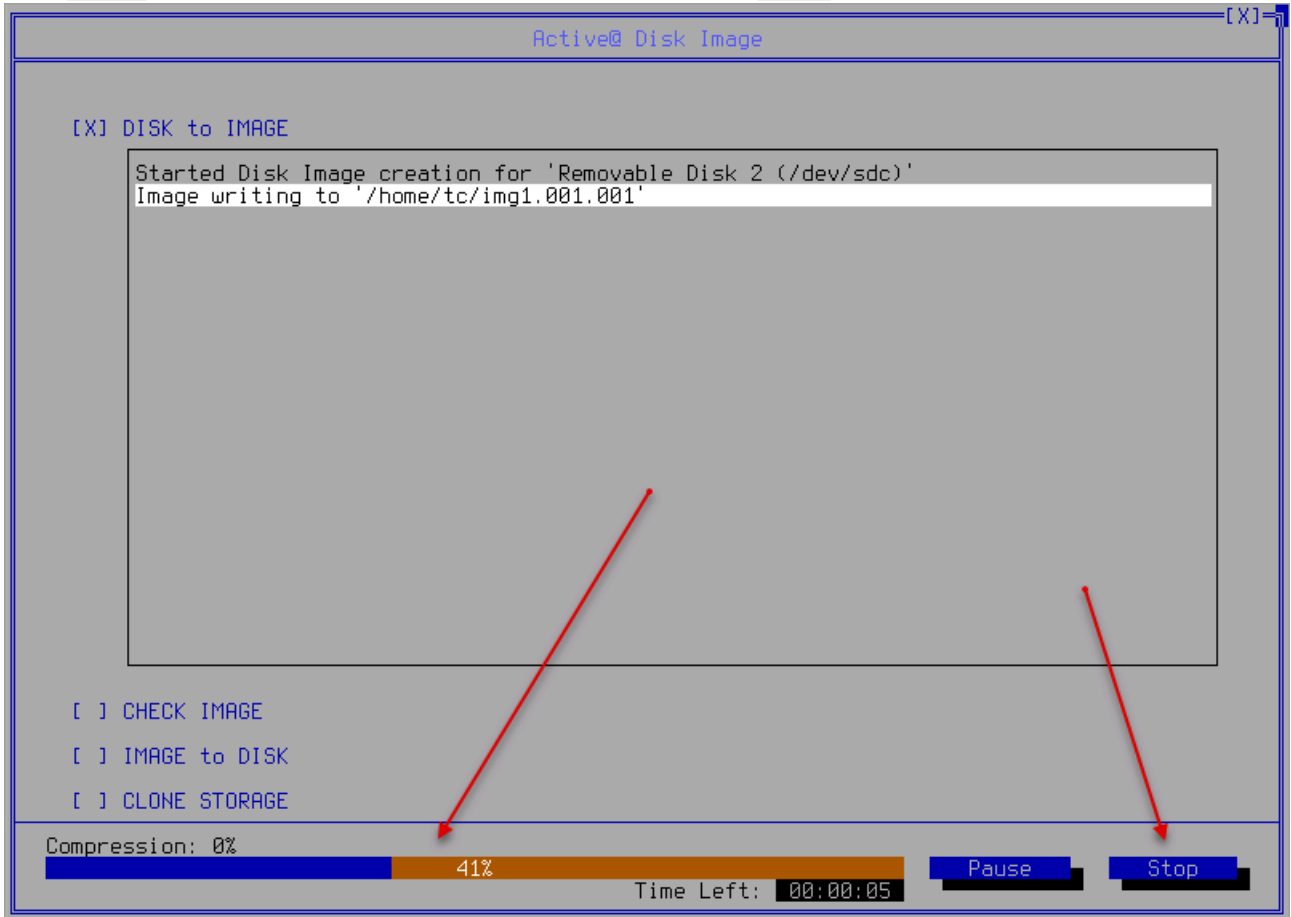 [X]
Active@ Disk Image
[X] DISK to IMAGE
Started Disk Image creation for 'Removable Disk 2 (/dev/sdc)'
Image writing to '/home/tc/img1.001.001'
[ ] CHECK IMAGE
[ ] IMAGE to DISK
[ ] CLONE STORAGE
Compression: 0%
41% Pause Stop
Time Left: 00:00:05